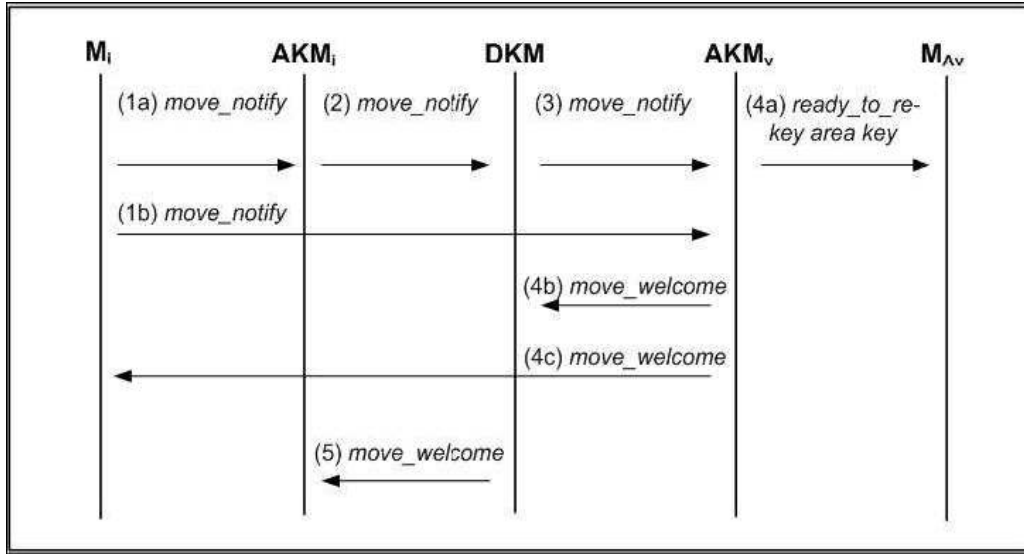 Mᵢ AKMᵢ DKM AKMᵥ M_Λv
(1a) move_notify (2) move_notify (3) move_notify (4a) ready_to_re-
key area key
(1b) move_notify
(4b) move_welcome
(4c) move_welcome
(5) move_welcome